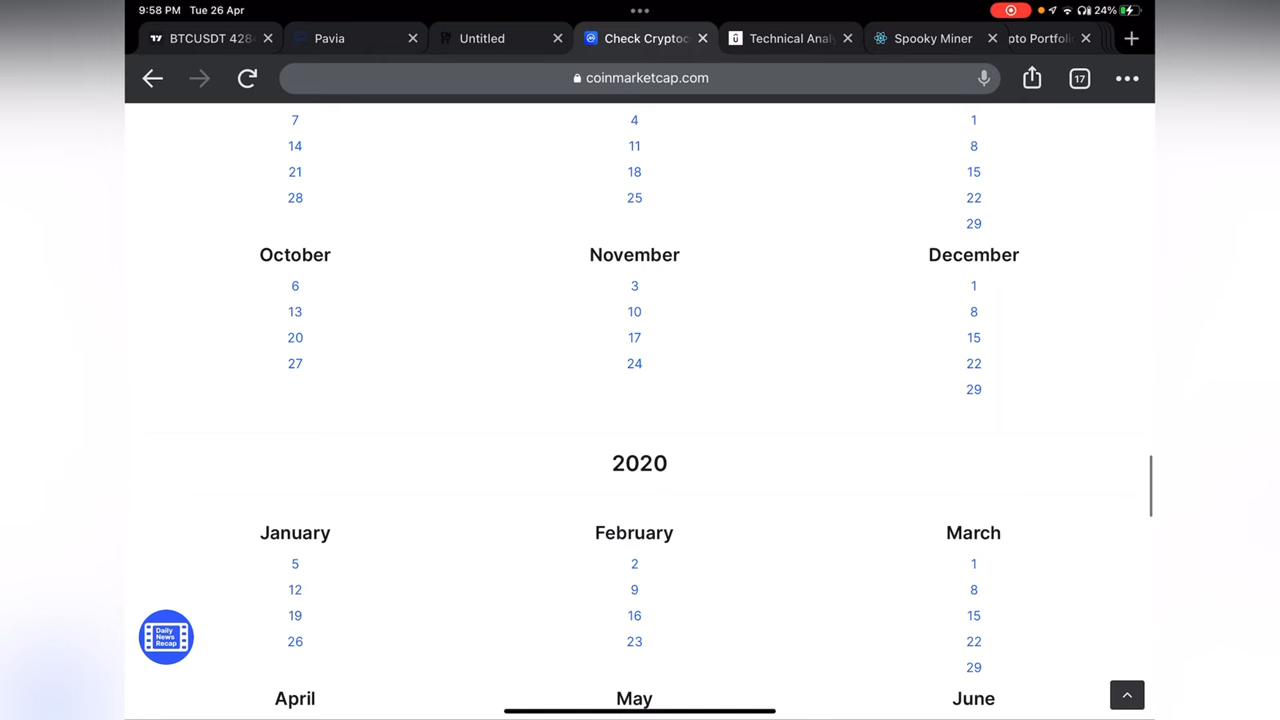 9:58 PM Tue 26 Apr
24%
BTCUSDT 428
Pavia
Untitled
Check Cryptoc
Technical Anal
Spooky Miner
pto Portfoli
coinmarketcap.com
17
7 4 1
14 11 8
21 18 15
28 25 22
29
October November December
6 3 1
13 10 8
20 17 15
27 24 22
29
2020
January February March
5 2 1
12 9 8
19 16 15
26 23 22
29
Daily
News
Recap
April May June